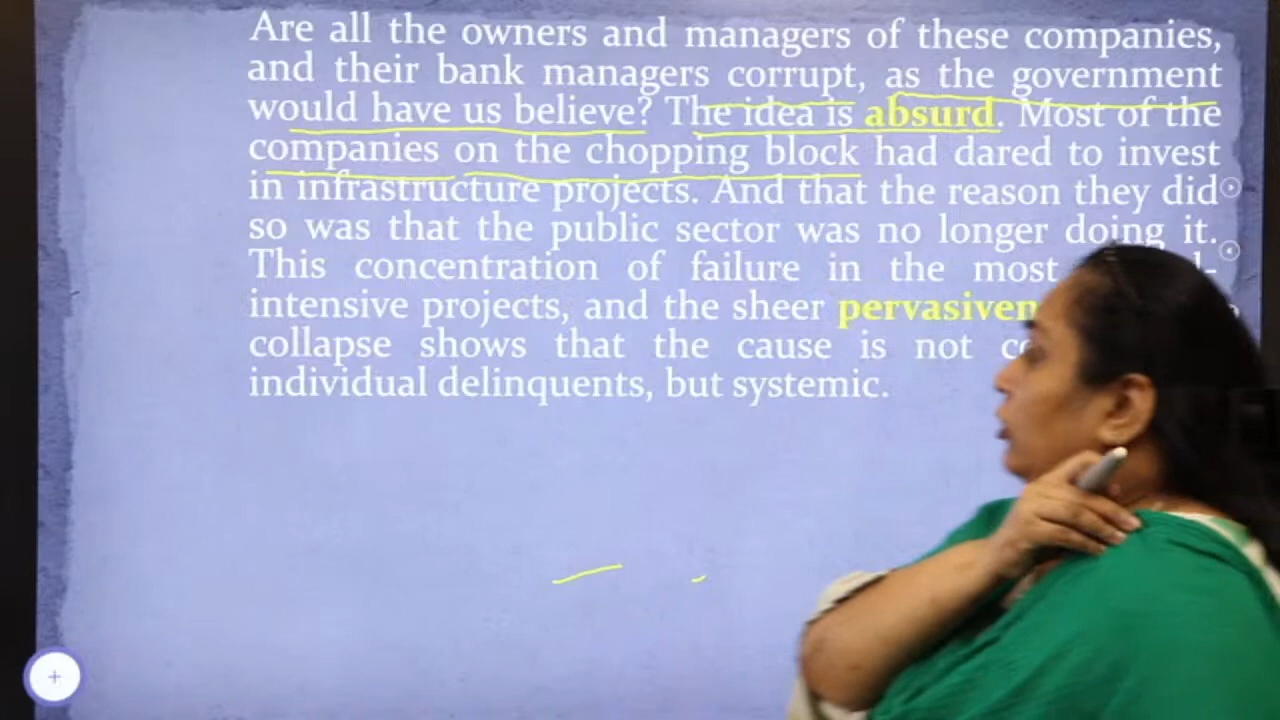 Are all the owners and managers of these companies,
and their bank managers corrupt, as the government
would have us believe? The idea is absurd. Most of the
companies on the chopping block had dared to invest
in infrastructure projects. And that the reason they did
so was that the public sector was no longer doing it.
This concentration of failure in the most
intensive projects, and the sheer
collapse shows that the cause is not
individual delinquents, but systemic.